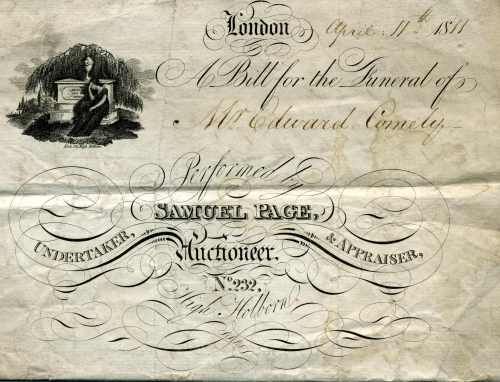 London April 11th 1811
A Bill for the Funeral of
Mr Edward Comely
Performed by
SAMUEL PAGE,
UNDERTAKER, Auctioneer, & APPRAISER,
No. 232,
High Holborn